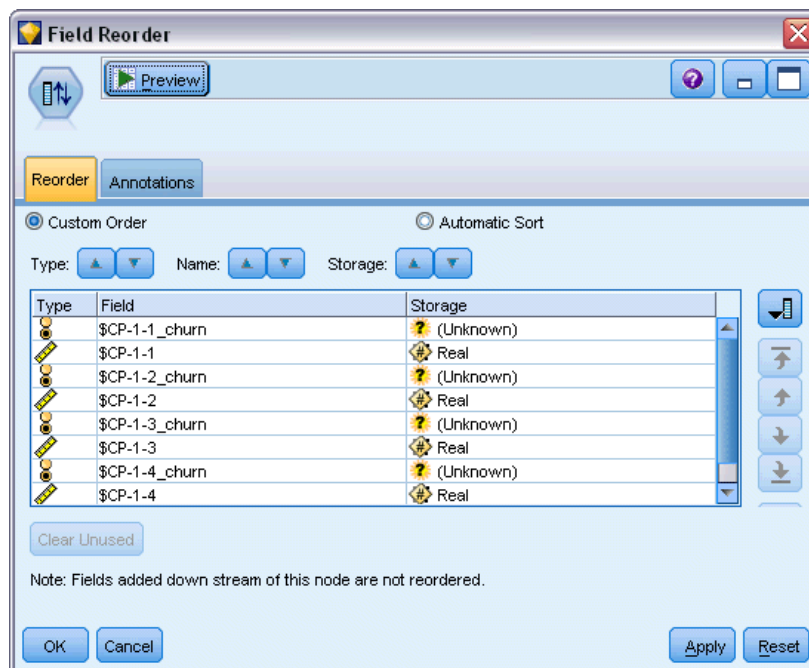 Field Reorder
Preview
Reorder Annotations
Custom Order Automatic Sort
Type: Name: Storage:
Type Field Storage
$CP-1-1_churn (Unknown)
$CP-1-1 Real
$CP-1-2_churn (Unknown)
$CP-1-2 Real
$CP-1-3_churn (Unknown)
$CP-1-3 Real
$CP-1-4_churn (Unknown)
$CP-1-4 Real
Clear Unused
Note: Fields added down stream of this node are not reordered.
OK Cancel Apply Reset